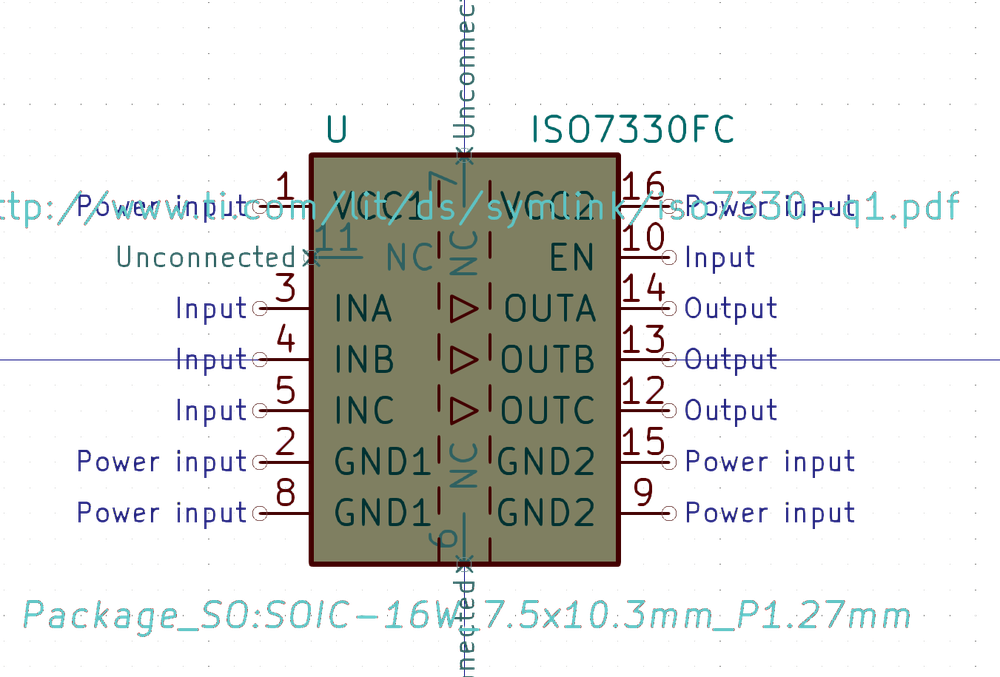 Unconnec
U ISO7330FC
7
1 VCC1 VCC2 16
Power input Power input
ttp://www.ti.com/lit/ds/symlink/iso7330-q1.pdf
Unconnected 11 NC NC EN 10 Input
Input 3 INA OUTA 14 Output
Input 4 INB OUTB 13 Output
Input 5 INC OUTC 12 Output
Power input 2 GND1 NC GND2 15 Power input
Power input 8 GND1 GND2 9 Power input
6
Package_SO:SOIC-16W_7.5x10.3mm_P1.27mm
nnected